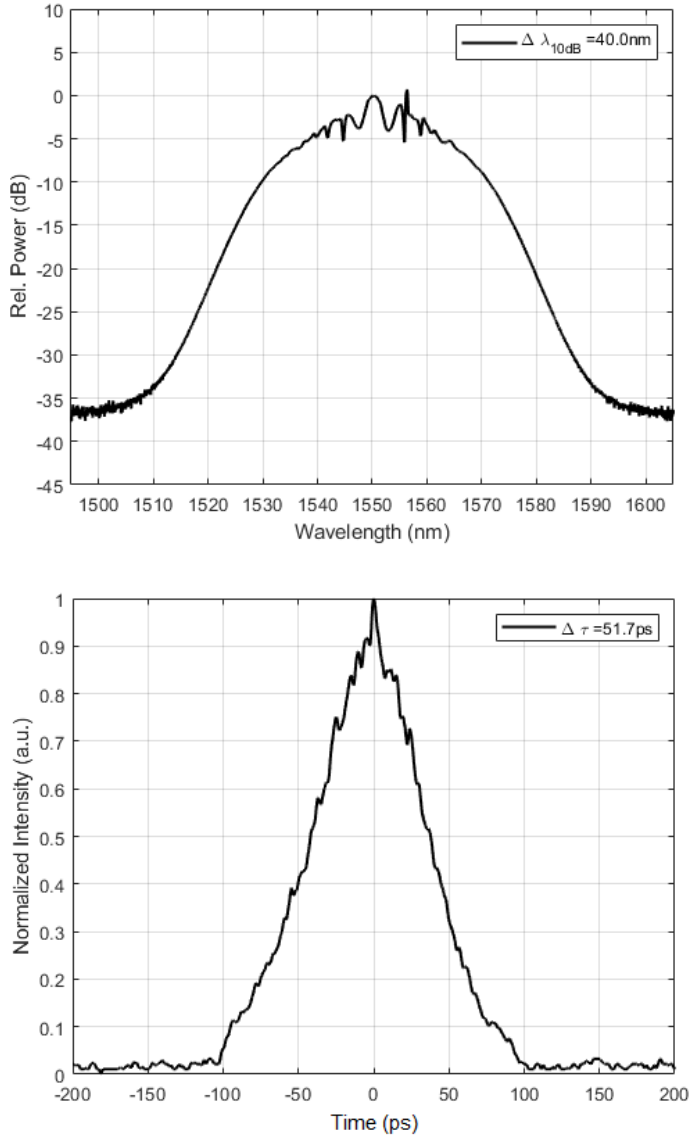 10
Δ λ10dB =40.0nm
0
-5
-10
-15
-20
-25
-30
-35
-40
-45
5
Rel. Power (dB)
1500 1510 1520 1530 1540 1550 1560 1570 1580 1590 1600
Wavelength (nm)
1
Δ τ =51.7ps
0.9
0.8
0.7
0.6
0.5
0.4
0.3
0.2
0.1
0
Normalized Intensity (a.u.)
-200 -150 -100 -50 0 50 100 150 200
Time (ps)